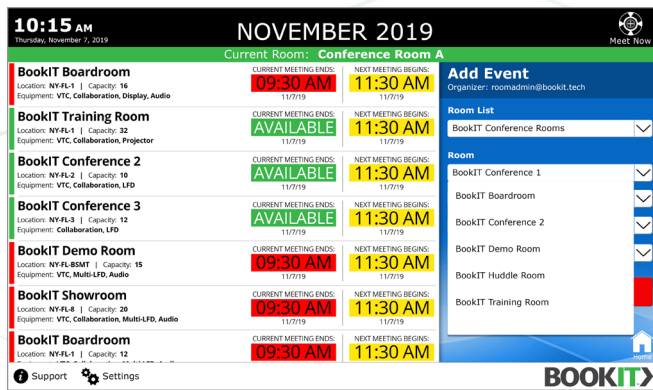 10:15 AM
Thursday, November 7, 2019
NOVEMBER 2019
Meet Now
Current Room: Conference Room A
BookIT Boardroom
Location: NY-FL-1 | Capacity: 16
Equipment: VTC, Collaboration, Display, Audio
CURRENT MEETING ENDS:
09:30 AM
11/7/19
NEXT MEETING BEGINS:
11:30 AM
11/7/19
BookIT Training Room
Location: NY-FL-1 | Capacity: 32
Equipment: VTC, Collaboration, Projector
CURRENT MEETING ENDS:
AVAILABLE
11/7/19
NEXT MEETING BEGINS:
11:30 AM
11/7/19
BookIT Conference 2
Location: NY-FL-2 | Capacity: 10
Equipment: VTC, Collaboration, LFD
CURRENT MEETING ENDS:
AVAILABLE
11/7/19
NEXT MEETING BEGINS:
11:30 AM
11/7/19
BookIT Conference 3
Location: NY-FL-3 | Capacity: 12
Equipment: Collaboration, LFD
CURRENT MEETING ENDS:
AVAILABLE
11/7/19
NEXT MEETING BEGINS:
11:30 AM
11/7/19
BookIT Demo Room
Location: NY-FL-BSMT | Capacity: 15
Equipment: VTC, Multi-LFD, Audio
CURRENT MEETING ENDS:
09:30 AM
11/7/19
NEXT MEETING BEGINS:
11:30 AM
11/7/19
BookIT Showroom
Location: NY-FL-8 | Capacity: 20
Equipment: VTC, Collaboration, Multi-LFD, Audio
CURRENT MEETING ENDS:
09:30 AM
11/7/19
NEXT MEETING BEGINS:
11:30 AM
11/7/19
BookIT Boardroom
Location: NY-FL-1 | Capacity: 12
CURRENT MEETING ENDS:
09:30 AM
NEXT MEETING BEGINS:
11:30 AM
Add Event
Organizer: roomadmin@bookit.tech
Room List
BookIT Conference Rooms
Room
BookIT Conference 1
BookIT Boardroom
BookIT Conference 2
BookIT Demo Room
BookIT Huddle Room
BookIT Training Room
Home
Support
Settings
BOOKIT